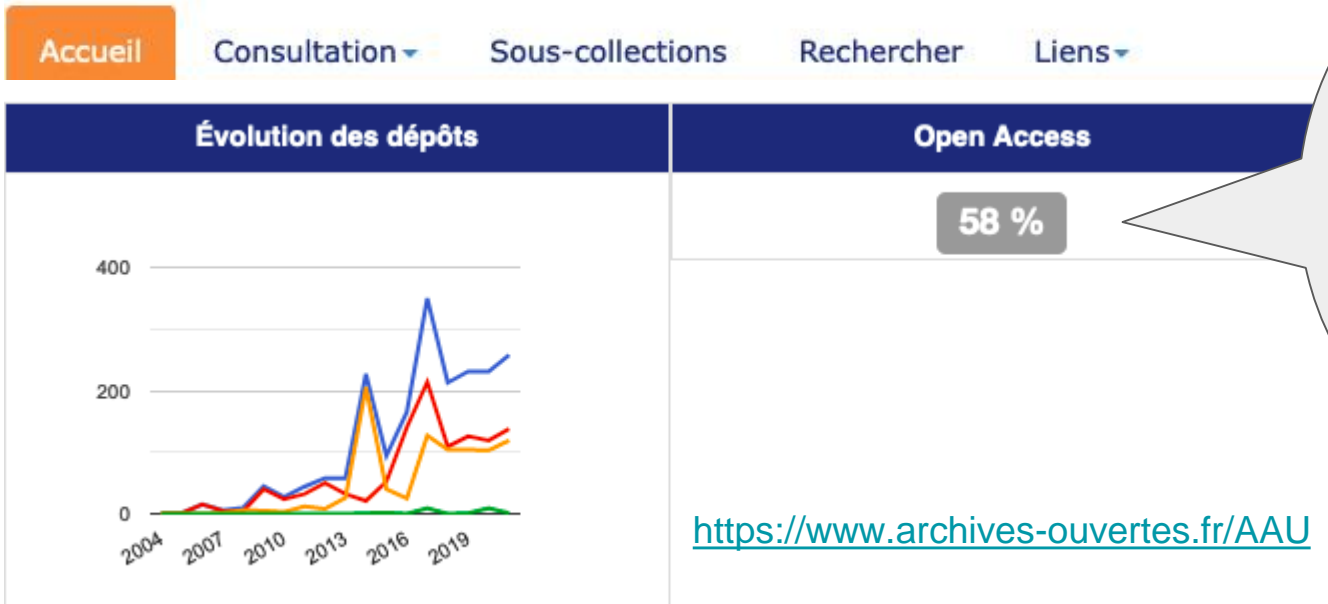 Accueil Consultation Sous-collections Rechercher Liens
Évolution des dépôts
Open Access
58 %
400
200
0
2004 2007 2010 2013 2016 2019
https://www.archives-ouvertes.fr/AAU